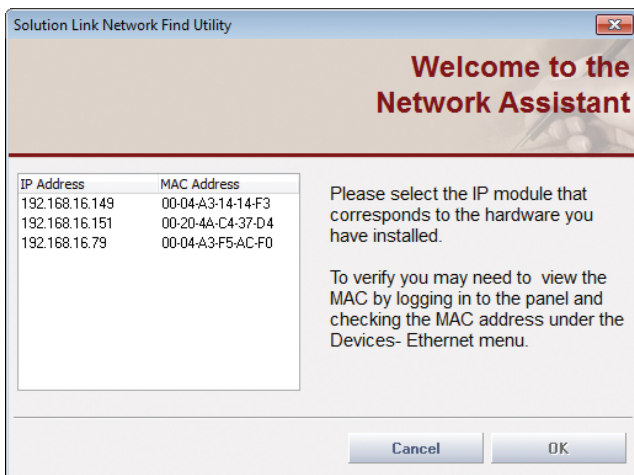 Solution Link Network Find Utility
Welcome to the
Network Assistant
IP Address MAC Address
192.168.16.149 00-04-A3-14-14-F3
192.168.16.151 00-20-4A-C4-37-D4
192.168.16.79 00-04-A3-F5-AC-F0
Please select the IP module that
corresponds to the hardware you
have installed.
To verify you may need to view the
MAC by logging in to the panel and
checking the MAC address under the
Devices- Ethernet menu.
Cancel OK